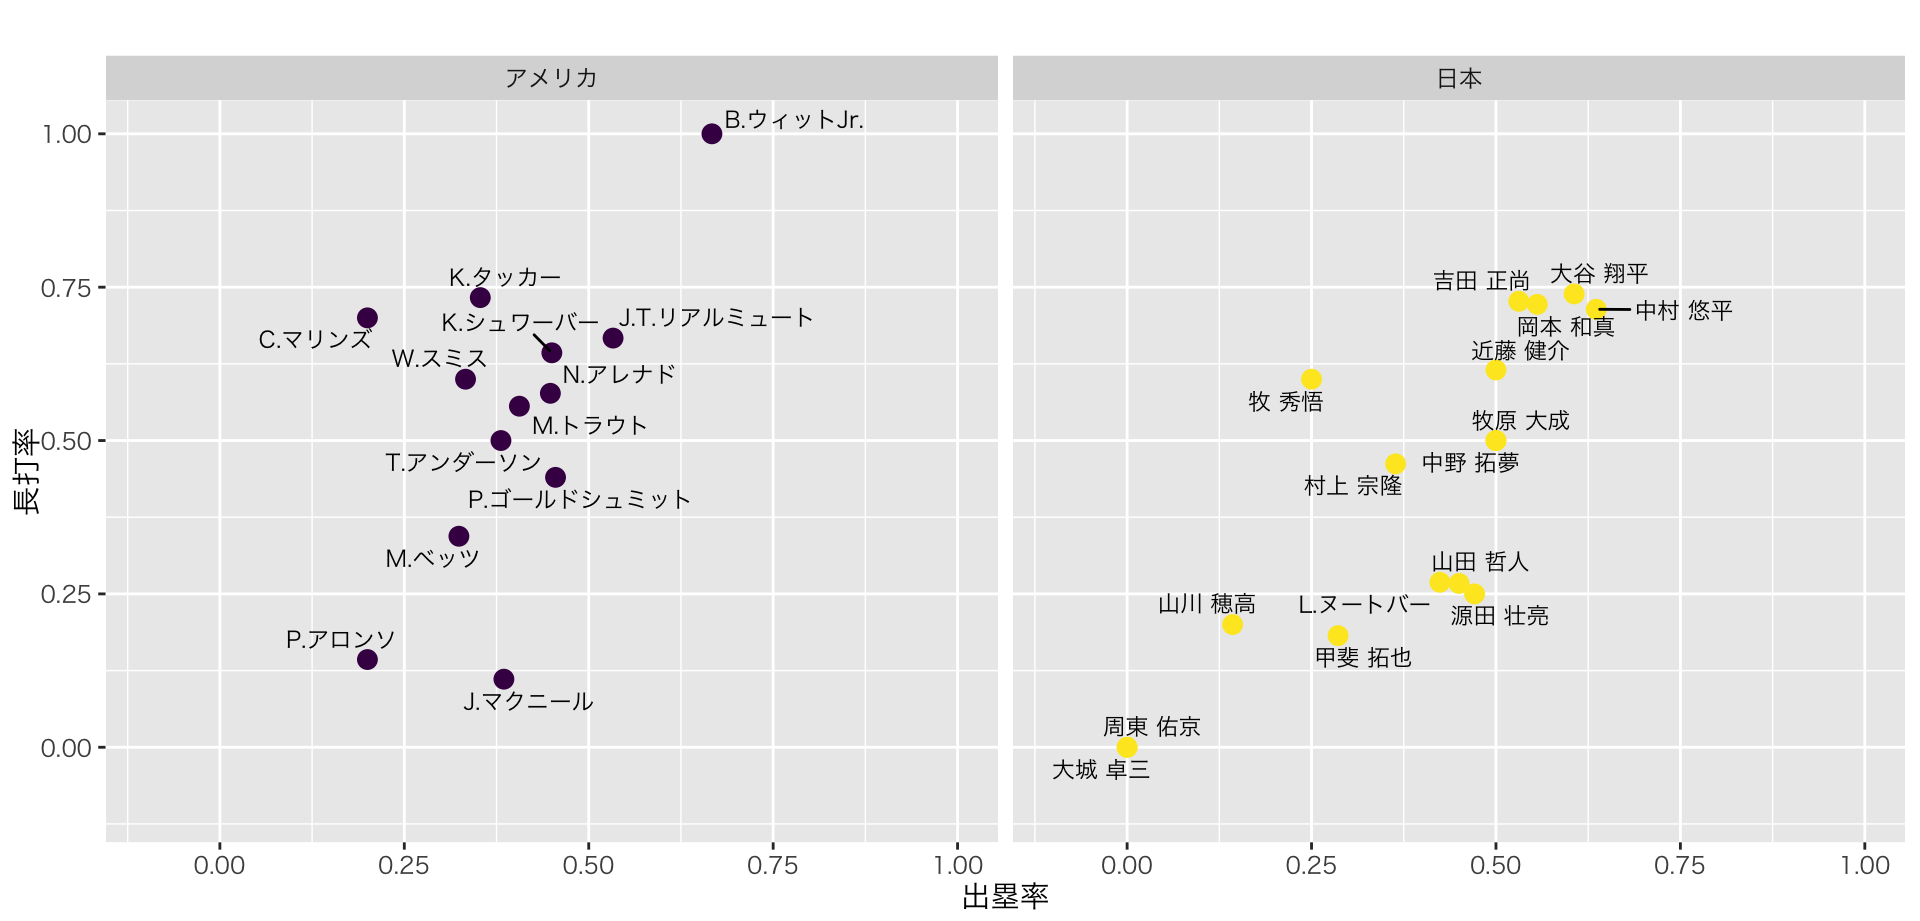 アメリカ
日本
長打率
1.00
0.75
0.50
0.25
0.00
B.ウィットJr.
K.タッカー
C.マリンズ
K.シュワーバー
J.T.リアルミュート
W.スミス
N.アレナド
M.トラウト
T.アンダーソン
P.ゴールドシュミット
M.ベッツ
P.アロンソ
J.マクニール
吉田 正尚
大谷 翔平
中村 悠平
岡本 和真
近藤 健介
牧 秀悟
牧原 大成
中野 拓夢
村上 宗隆
山田 哲人
山川 穂高
L.ヌートバー
源田 壮亮
甲斐 拓也
周東 佑京
大城 卓三
0.00 0.25 0.50 0.75 1.00
0.00 0.25 0.50 0.75 1.00
出塁率